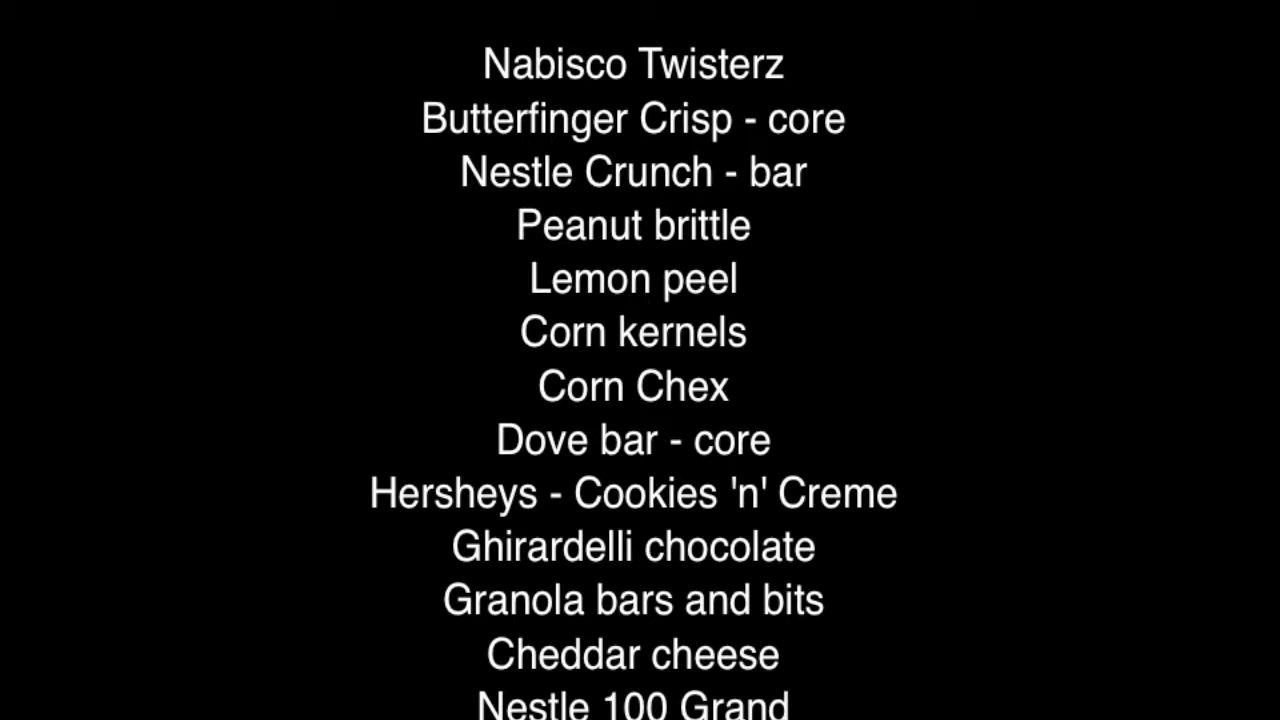 Nabisco Twisterz
Butterfinger Crisp - core
Nestle Crunch - bar
Peanut brittle
Lemon peel
Corn kernels
Corn Chex
Dove bar - core
Hersheys - Cookies 'n' Creme
Ghirardelli chocolate
Granola bars and bits
Cheddar cheese
Nestle 100 Grand